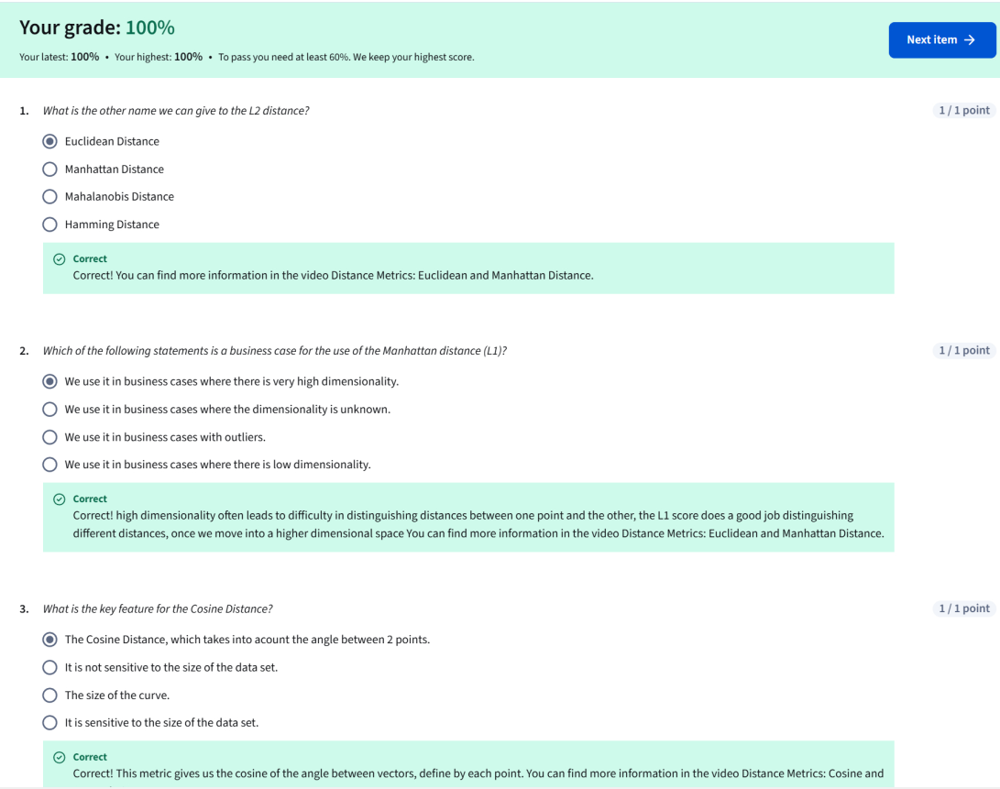 Your grade: 100%
Next item →
Your latest: 100% • Your highest: 100% • To pass you need at least 60%. We keep your highest score.
1. What is the other name we can give to the L2 distance?
1 / 1 point
Euclidean Distance
Manhattan Distance
Mahalanobis Distance
Hamming Distance
Correct
Correct! You can find more information in the video Distance Metrics: Euclidean and Manhattan Distance.
2. Which of the following statements is a business case for the use of the Manhattan distance (L1)?
1 / 1 point
We use it in business cases where there is very high dimensionality.
We use it in business cases where the dimensionality is unknown.
We use it in business cases with outliers.
We use it in business cases where there is low dimensionality.
Correct
Correct! high dimensionality often leads to difficulty in distinguishing distances between one point and the other, the L1 score does a good job distinguishing
different distances, once we move into a higher dimensional space You can find more information in the video Distance Metrics: Euclidean and Manhattan Distance.
3. What is the key feature for the Cosine Distance?
1 / 1 point
The Cosine Distance, which takes into acount the angle between 2 points.
It is not sensitive to the size of the data set.
The size of the curve.
It is sensitive to the size of the data set.
Correct
Correct! This metric gives us the cosine of the angle between vectors, define by each point. You can find more information in the video Distance Metrics: Cosine and